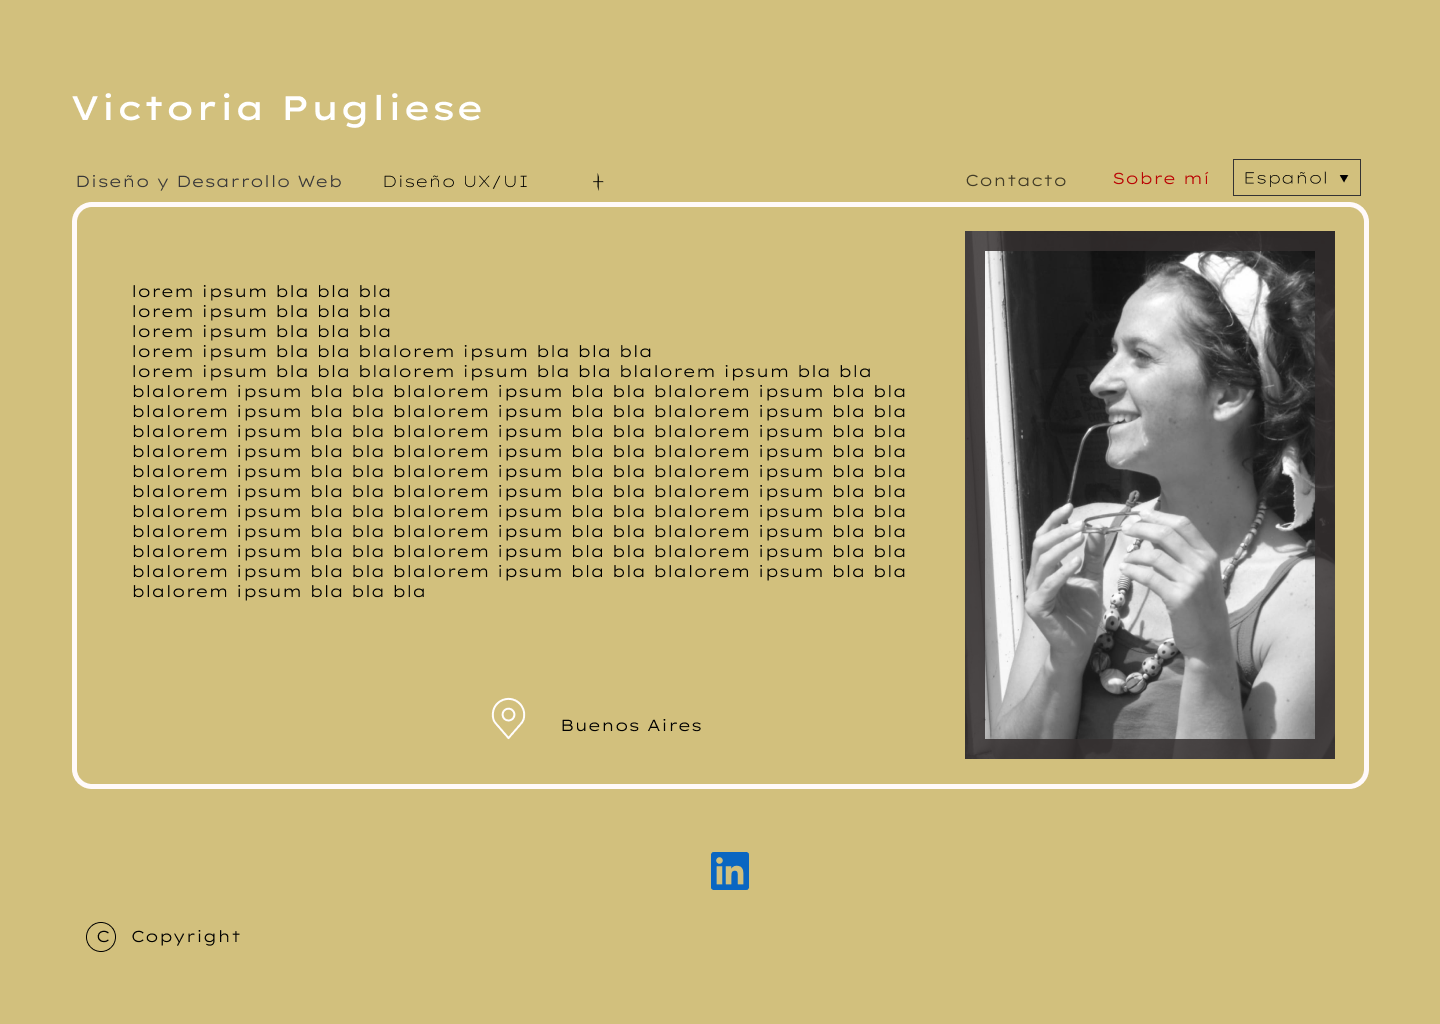 Victoria Pugliese
Diseño y Desarrollo Web Diseño UX/UI + Contacto Sobre mí Español ▼
lorem ipsum bla bla bla
lorem ipsum bla bla bla
lorem ipsum bla bla bla
lorem ipsum bla bla blalorem ipsum bla bla bla
lorem ipsum bla bla blalorem ipsum bla bla blalorem ipsum bla bla
blalorem ipsum bla bla blalorem ipsum bla bla blalorem ipsum bla bla
blalorem ipsum bla bla blalorem ipsum bla bla blalorem ipsum bla bla
blalorem ipsum bla bla blalorem ipsum bla bla blalorem ipsum bla bla
blalorem ipsum bla bla blalorem ipsum bla bla blalorem ipsum bla bla
blalorem ipsum bla bla blalorem ipsum bla bla blalorem ipsum bla bla
blalorem ipsum bla bla blalorem ipsum bla bla blalorem ipsum bla bla
blalorem ipsum bla bla blalorem ipsum bla bla blalorem ipsum bla bla
blalorem ipsum bla bla blalorem ipsum bla bla blalorem ipsum bla bla
blalorem ipsum bla bla blalorem ipsum bla bla blalorem ipsum bla bla
blalorem ipsum bla bla blalorem ipsum bla bla blalorem ipsum bla bla
blalorem ipsum bla bla bla
Buenos Aires
in
© Copyright